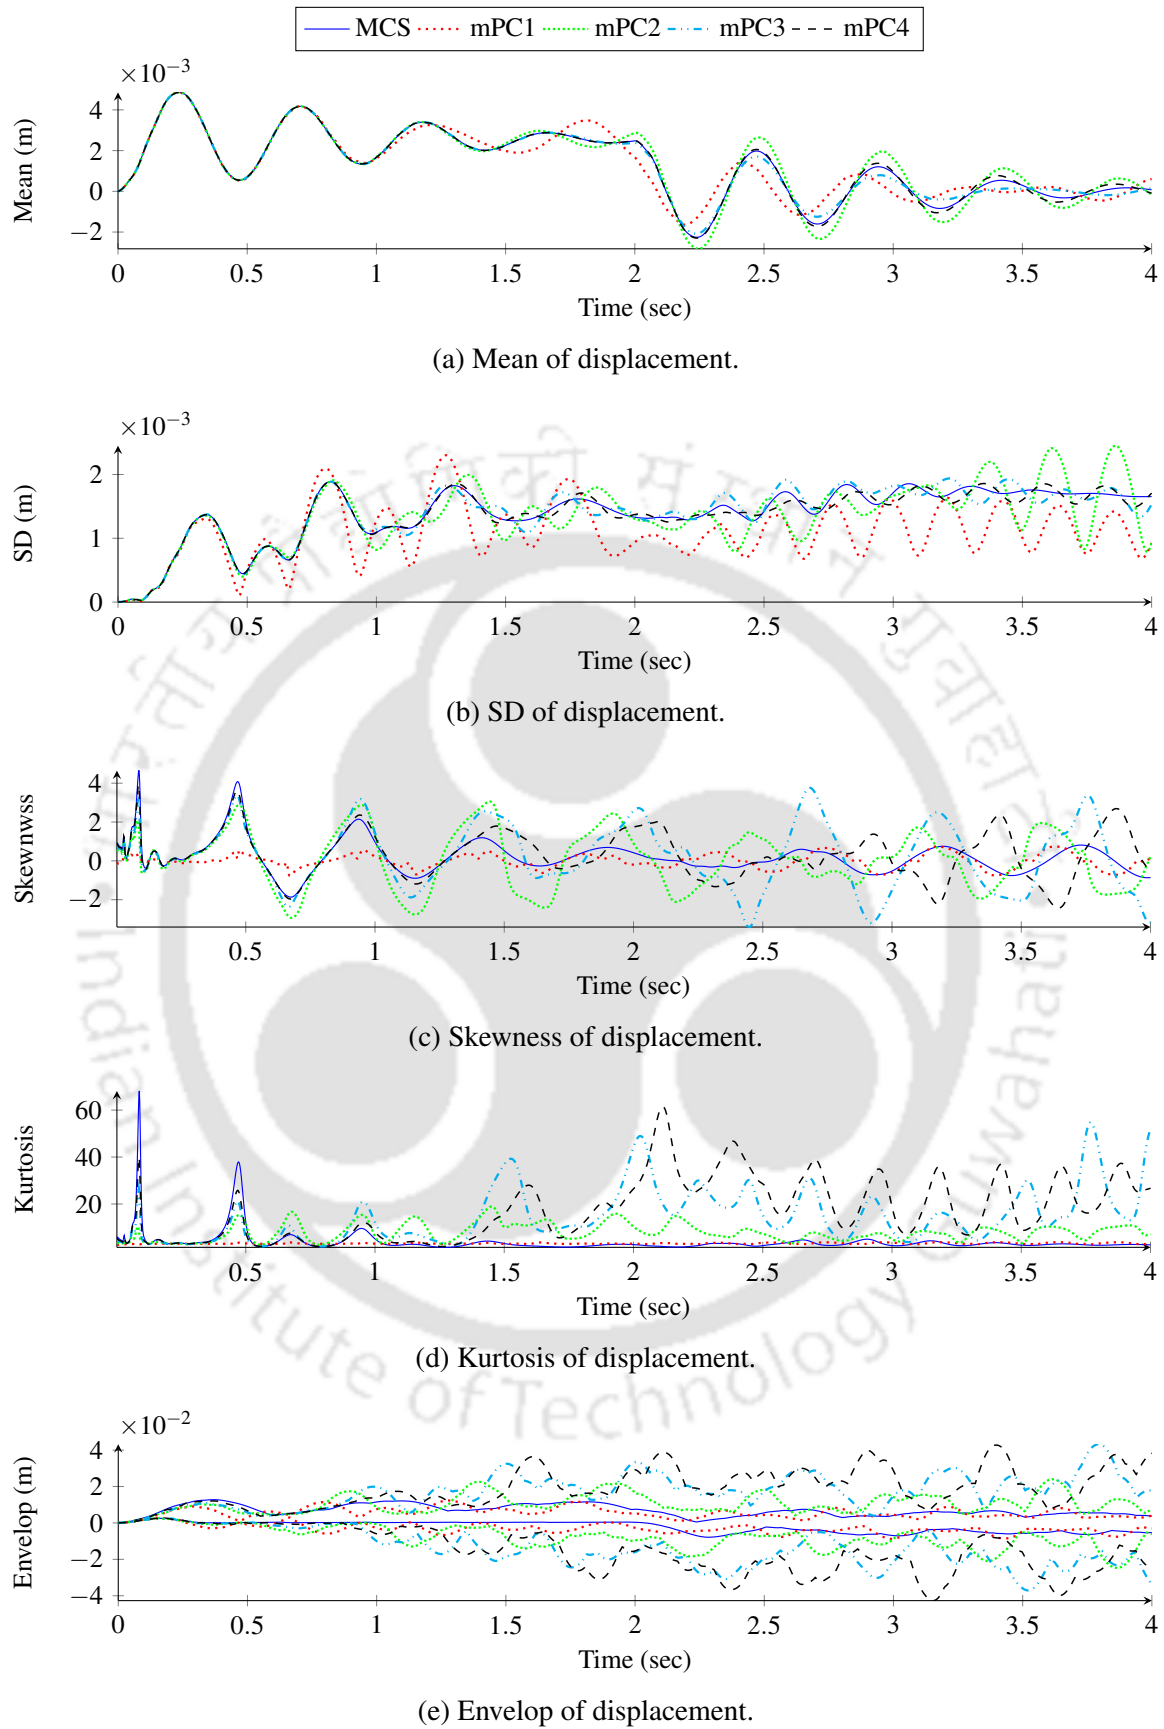 MCS mPC1 mPC2 mPC3 mPC4
×10⁻³
Mean (m)
4
2
0
−2
0 0.5 1 1.5 2 2.5 3 3.5 4
Time (sec)
(a) Mean of displacement.
×10⁻³
SD (m)
2
1
0
0 0.5 1 1.5 2 2.5 3 3.5 4
Time (sec)
(b) SD of displacement.
Skewnwss
4
2
0
−2
0.5 1 1.5 2 2.5 3 3.5 4
Time (sec)
(c) Skewness of displacement.
Kurtosis
60
40
20
0.5 1 1.5 2 2.5 3 3.5 4
Time (sec)
(d) Kurtosis of displacement.
×10⁻²
Envelop (m)
4
2
0
−2
−4
0 0.5 1 1.5 2 2.5 3 3.5 4
Time (sec)
(e) Envelop of displacement.
Indian Institute of Technology Guwahati